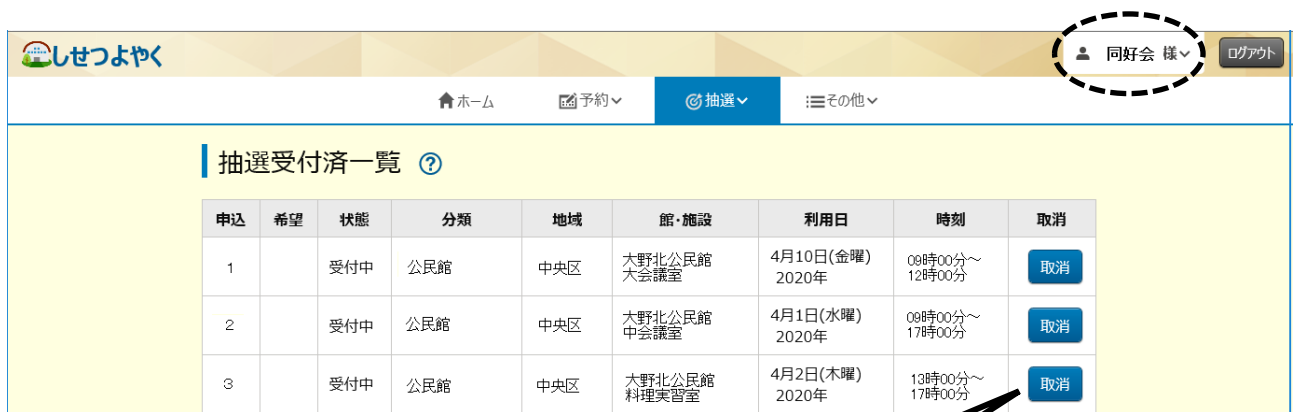 しせつよやく
同好会 様
ログアウト
ホーム 予約 抽選 その他
抽選受付済一覧 ?
申込 希望 状態 分類 地域 館・施設 利用日 時刻 取消
1 受付中 公民館 中央区 大野北公民館 4月10日(金曜) 09時00分～ 取消
大会議室 2020年 12時00分
2 受付中 公民館 中央区 大野北公民館 4月1日(水曜) 09時00分～ 取消
中会議室 2020年 17時00分
3 受付中 公民館 中央区 大野北公民館 4月2日(木曜) 13時00分～ 取消
料理実習室 2020年 17時00分